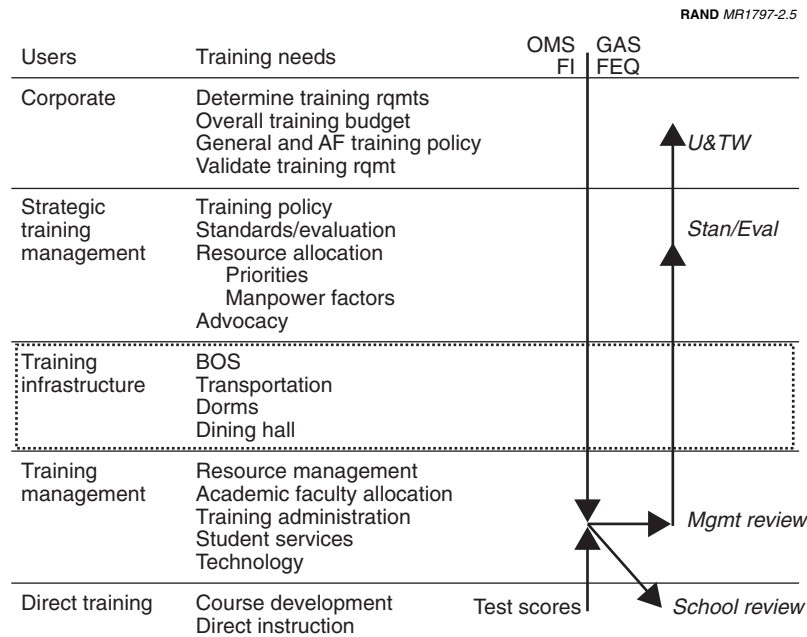 RAND MR1797-2.5
Users Training needs OMS GAS
FI FEQ
Corporate Determine training rqmts
Overall training budget
General and AF training policy U&TW
Validate training rqmt
Strategic Training policy
training Standards/evaluation Stan/Eval
management Resource allocation
Priorities
Manpower factors
Advocacy
Training BOS
infrastructure Transportation
Dorms
Dining hall
Training Resource management
management Academic faculty allocation
Training administration Mgmt review
Student services
Technology
Direct training Course development Test scores School review
Direct instruction